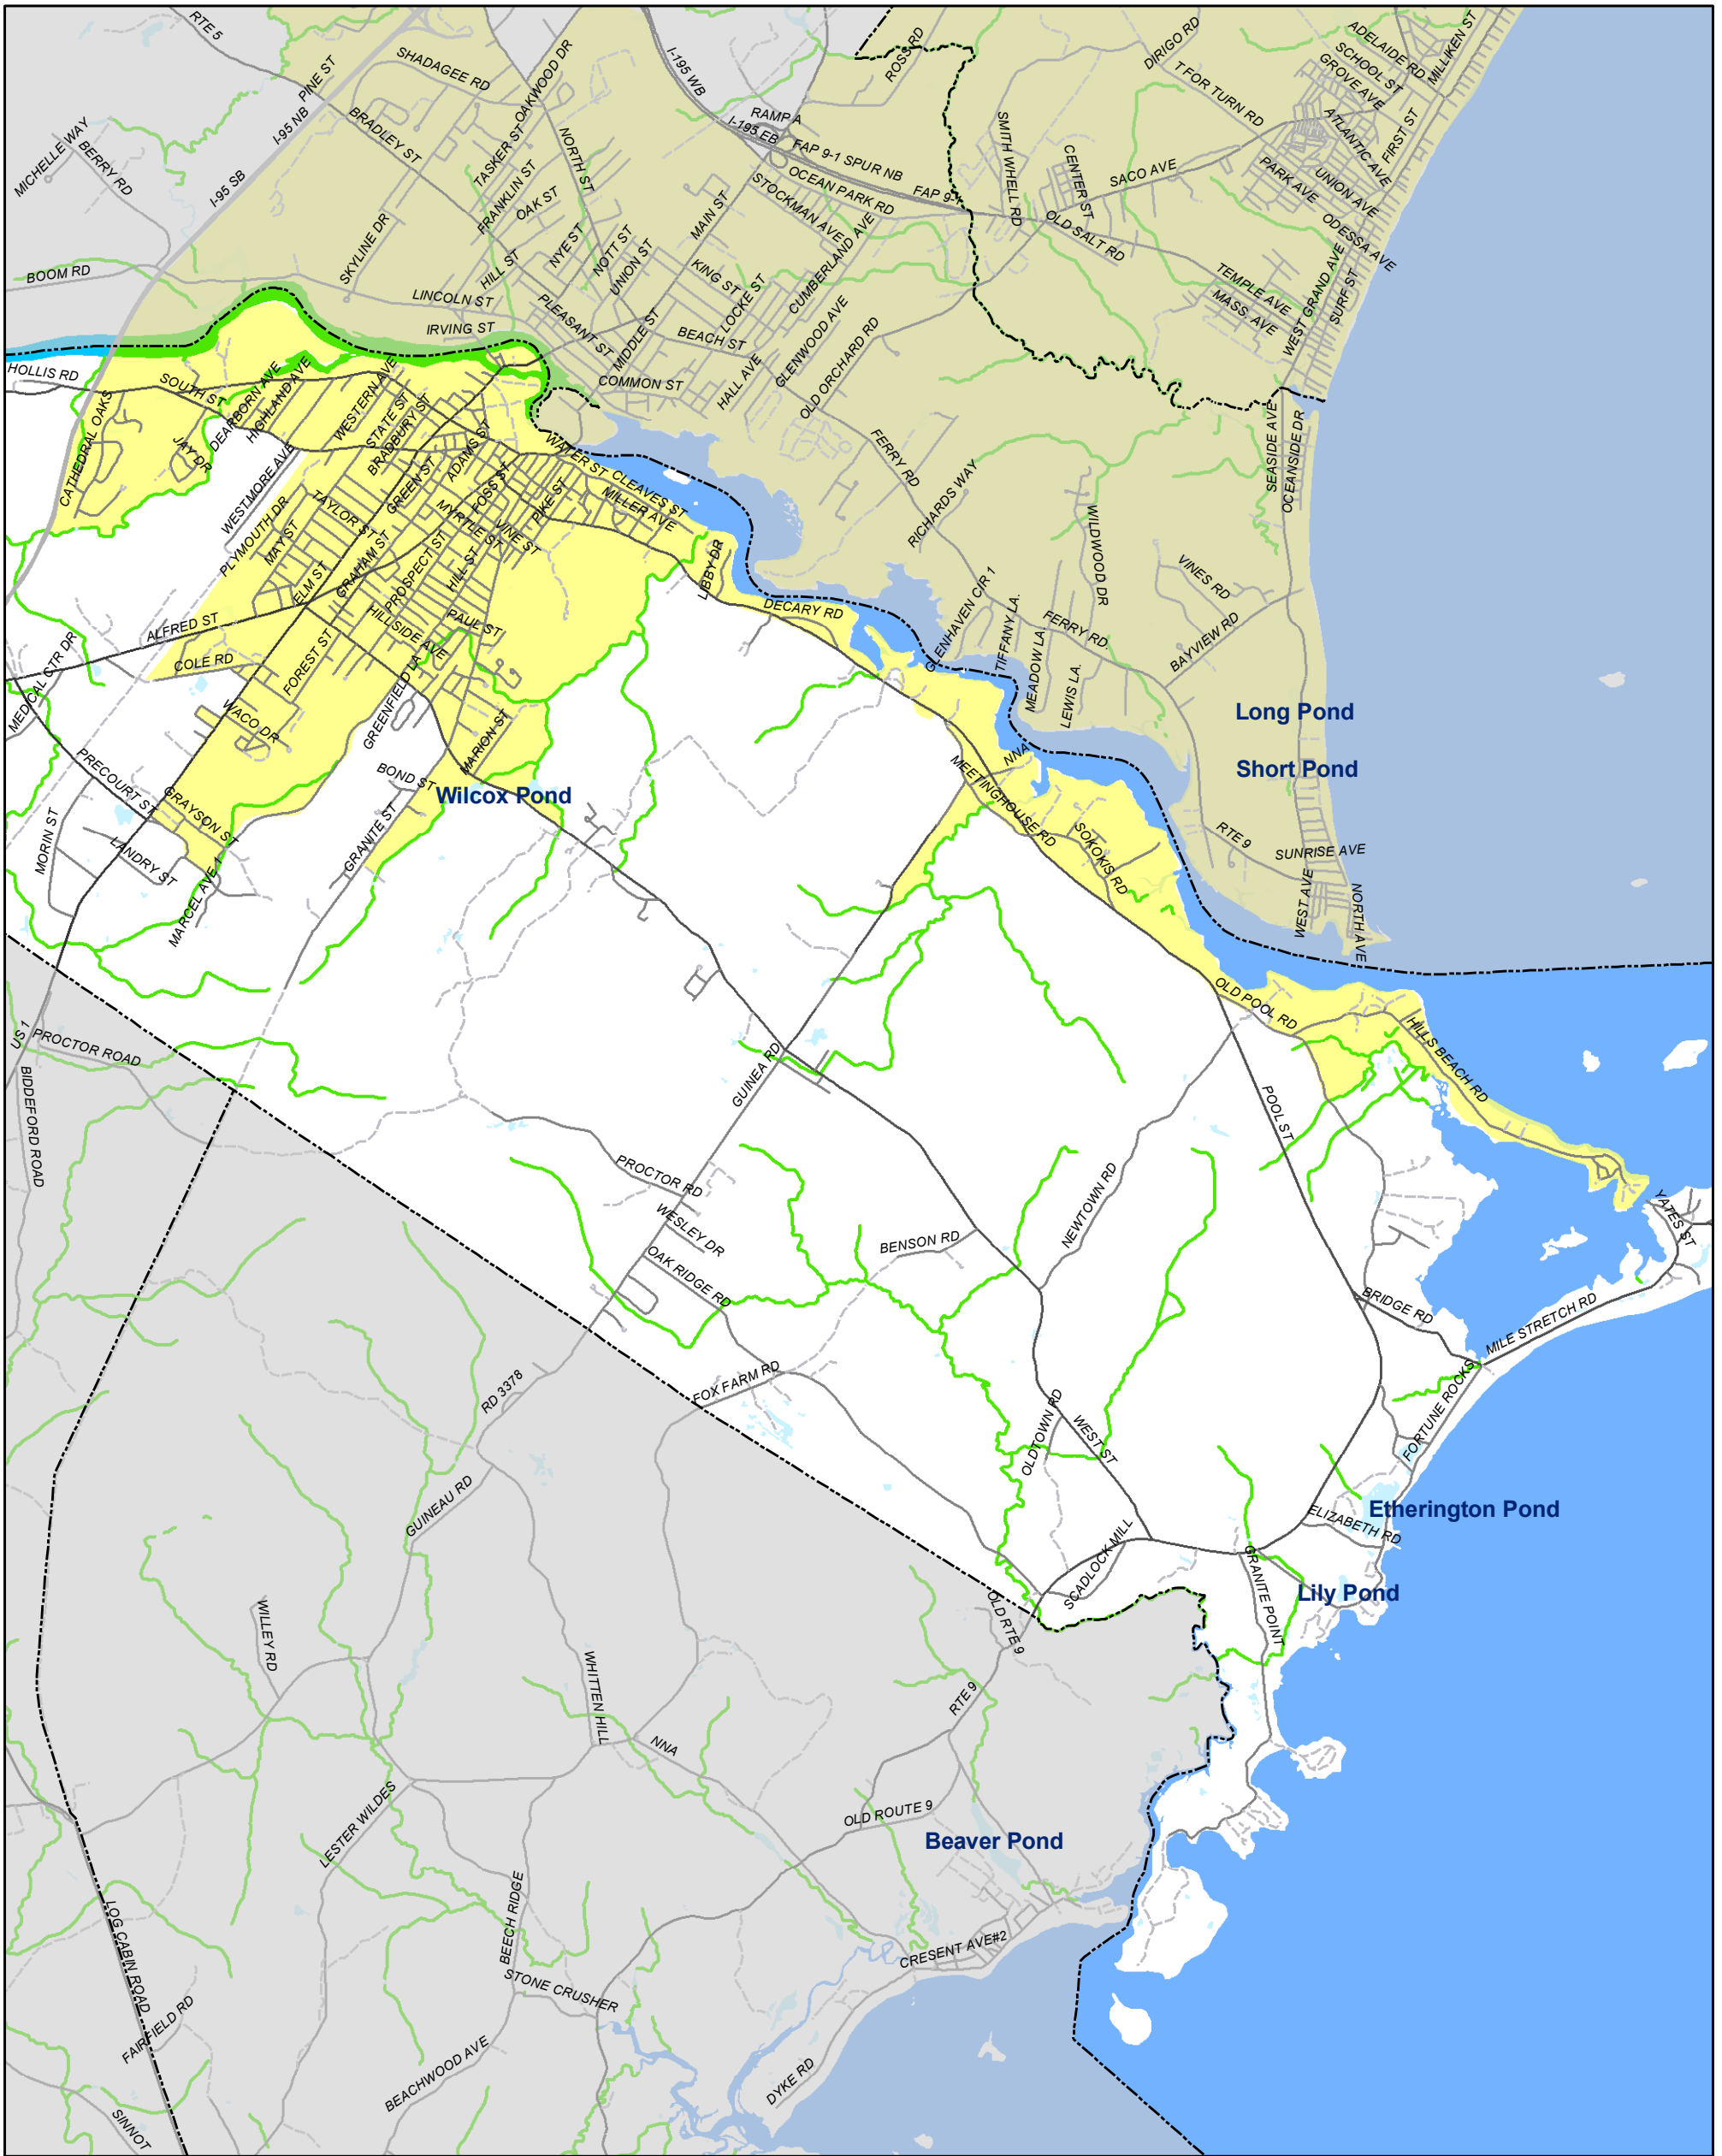 RTE 5
PINE ST
SHADAGEE RD
OAKWOOD DR
I-195 WB
ROSS RD
DIRIGO RD
ADELAIDE RD
MILLIKEN ST
SCHOOL ST
GROVE AVE
T FOR TURN RD
I-95 NB
BRADLEY ST
TASKER ST
NORTH ST
RAMP A
I-195 EB
FAP 9-1 SPUR NB
SMITH WHELL RD
CENTER ST
SACO AVE
ATLANTIC AVE
FIRST ST
MICHELLE WAY
BERRY RD
I-95 SB
FRANKLIN ST
OAK ST
MAIN ST
OCEAN PARK RD
FAP 9-1
STOCKMAN AVE
PARK AVE
UNION AVE
ODESSA AVE
OLD SALT RD
BOOM RD
SKYLINE DR
HILL ST
NYE ST
NOTT ST
UNION ST
KING ST
LOCKE ST
CUMBERLAND AVE
TEMPLE AVE
MASS. AVE
WEST GRAND AVE
SURF ST
LINCOLN ST
IRVING ST
PLEASANT ST
MIDDLE ST
BEACH ST
GLENWOOD AVE
OLD ORCHARD RD
HOLLIS RD
SOUTH ST
DEARBORN AVE
HIGHLAND AVE
WESTERN AVE
STATE ST
BRADBURY ST
COMMON ST
HALL AVE
CATHEDRAL OAKS
JAY DR
WESTMORE AVE
ADAMS ST
GREEN ST
FOSS ST
WATER ST
CLEAVES ST
MILLER AVE
FERRY RD
SEASIDE AVE
OCEANSIDE DR
PLYMOUTH DR
TAYLOR ST
MAY ST
MYRTLE ST
VINE ST
PIKE ST
RICHARDS WAY
WILDWOOD DR
ELM ST
GRAHAM ST
PROSPECT ST
HILL ST
LIBBY DR
VINES RD
ALFRED ST
COLE RD
FOREST ST
HILLSIDE AVE
PAUL ST
DECARY RD
GLENHAVEN CIR 1
TIFFANY LA.
MEADOW LA.
LEWIS LA.
FERRY RD.
BAYVIEW RD
MEDICAL CTR DR
WACO DR
GREENFIELD LA
MARION ST
Long Pond
Short Pond
PRECOURT ST
GRAYSON ST
BOND ST
Wilcox Pond
MEETINGHOUSE RD
NNA
MORIN ST
LANDRY ST
MARCEL AVE 1
GRANITE ST
SOKOKIS RD
RTE 9
SUNRISE AVE
WEST AVE
NORTH AVE
US 1
PROCTOR ROAD
BIDDEFORD ROAD
OLD POOL RD
HILLS BEACH RD
GUINEA RD
POOL ST
PROCTOR RD
WESLEY DR
OAK RIDGE RD
BENSON RD
NEWTOWN RD
YATES ST
BRIDGE RD
MILE STRETCH RD
RD 3378
FOX FARM RD
OLDTOWN RD
WEST ST
FORTUNE ROCKS
GUINEAU RD
Etherington Pond
ELIZABETH RD
SCADLOCK MILL
GRANITE POINT
Lily Pond
WILLEY RD
OLD RTE 9
WHITTEN HILL
NNA
RTE 9
LESTER WILDES
OLD ROUTE 9
Beaver Pond
LOG CABIN ROAD
BEECH RIDGE
CRESENT AVE#2
STONE CRUSHER
FAIRFIELD RD
BEACHWOOD AVE
DYKE RD
SINNOT